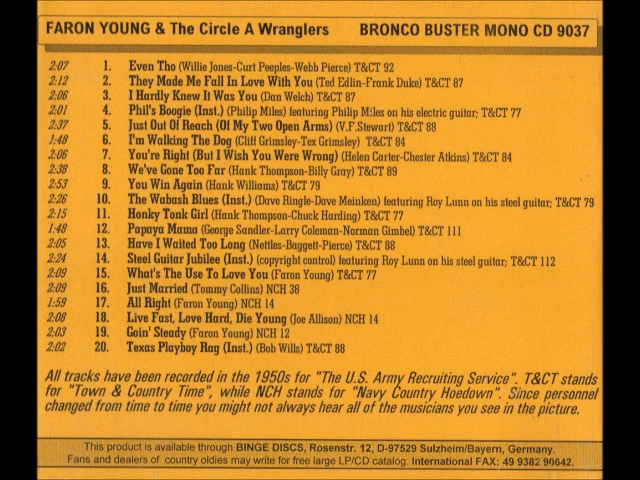 FARON YOUNG & The Circle A Wranglers BRONCO BUSTER MONO CD 9037
2:07 1. Even Tho (Willie Jones-Curt Peeples-Webb Pierce) T&CT 92
2:12 2. They Made Me Fall In Love With You (Ted Edlin-Frank Duke) T&CT 87
2:06 3. I Hardly Knew It Was You (Dan Welch) T&CT 87
2:01 4. Phil's Boogie (Inst.) (Philip Miles) featuring Philip Miles on his electric guitar; T&CT 77
2:37 5. Just Out Of Reach (Of My Two Open Arms) (V.F.Stewart) T&CT 88
1:48 6. I'm Walking The Dog (Cliff Grimsley-Tex Grimsley) T&CT 84
2:06 7. You're Right (But I Wish You Were Wrong) (Helen Carter-Chester Atkins) T&CT 84
2:38 8. We've Gone Too Far (Hank Thompson-Billy Gray) T&CT 89
2:53 9. You Win Again (Hank Williams) T&CT 79
2:26 10. The Wabash Blues (Inst.) (Dave Ringle-Dave Meinken) featuring Roy Lunn on his steel guitar; T&CT 79
2:15 11. Honky Tonk Girl (Hank Thompson-Chuck Harding) T&CT 77
1:48 12. Papaya Mama (George Sandler-Larry Coleman-Norman Gimbel) T&CT 111
2:05 13. Have I Waited Too Long (Nettles-Baggett-Pierce) T&CT 88
2:24 14. Steel Guitar Jubilee (Inst.) (copyright control) featuring Roy Lunn on his steel guitar; T&CT 112
2:09 15. What's The Use To Love You (Faron Young) T&CT 77
2:09 16. Just Married (Tommy Collins) NCH 38
1:59 17. All Right (Faron Young) NCH 14
2:08 18. Live Fast, Love Hard, Die Young (Joe Allison) NCH 14
2:03 19. Goin' Steady (Faron Young) NCH 12
2:02 20. Texas Playboy Rag (Inst.) (Bob Wills) T&CT 88
All tracks have been recorded in the 1950s for "The U.S. Army Recruiting Service". T&CT stands
for "Town & Country Time", while NCH stands for "Navy Country Hoedown". Since personnel
changed from time to time you might not always hear all of the musicians you see in the picture.
This product is available through BINGE DISCS, Rosenstr. 12, D-97529 Sulzheim/Bayern, Germany.
Fans and dealers of country oldies may write for free large LP/CD catalog. International FAX: 49 9382 90642.